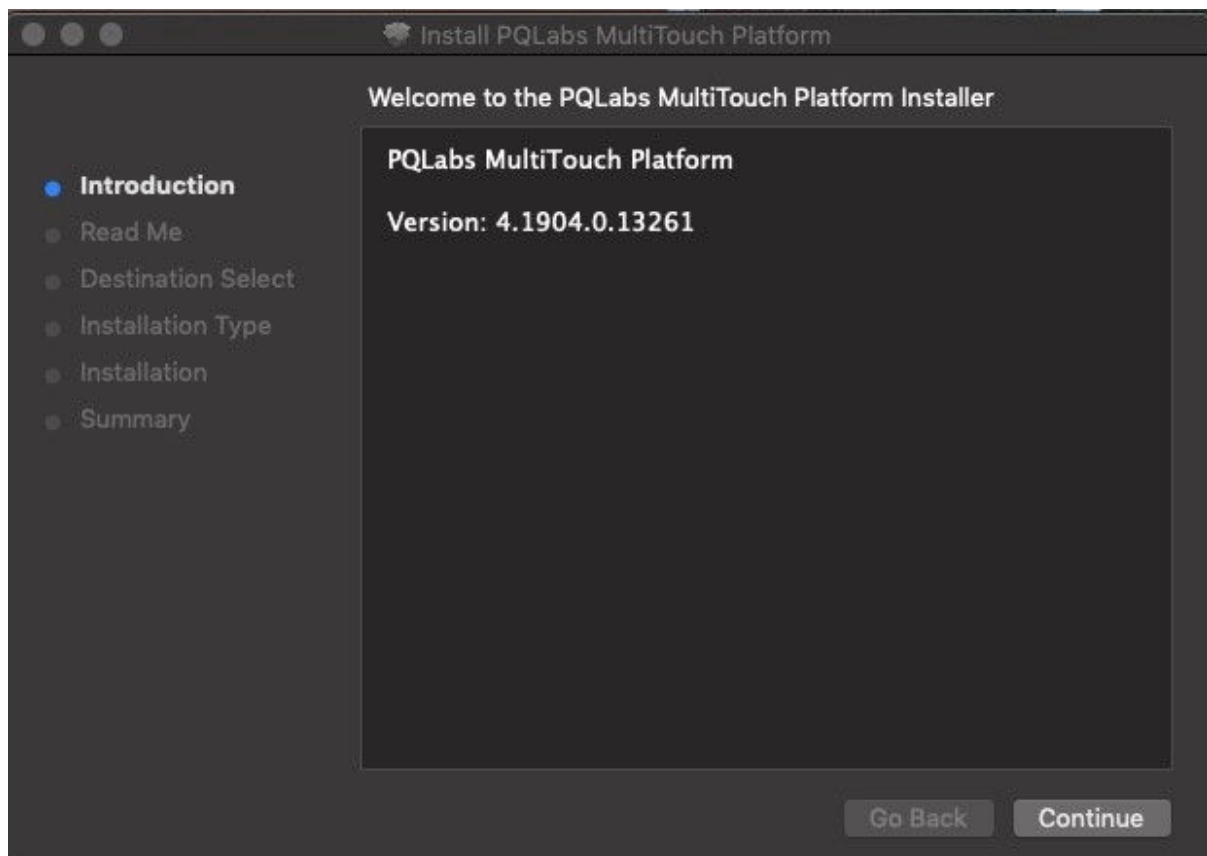 Install PQLabs MultiTouch Platform
Welcome to the PQLabs MultiTouch Platform Installer
Introduction
Read Me
Destination Select
Installation Type
Installation
Summary
PQLabs MultiTouch Platform
Version: 4.1904.0.13261
Go Back
Continue